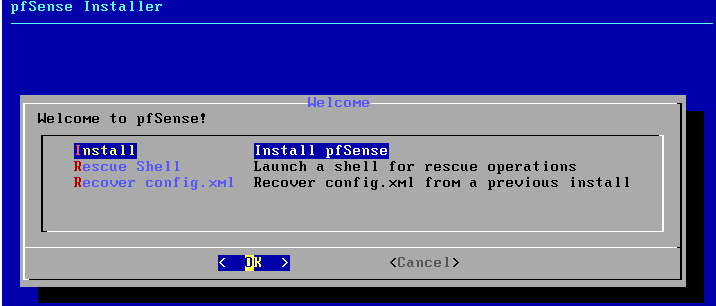 pfSense Installer
Welcome
Welcome to pfSense!
Install Install pfSense
Rescue Shell Launch a shell for rescue operations
Recover config.xml Recover config.xml from a previous install
< OK > <Cancel>